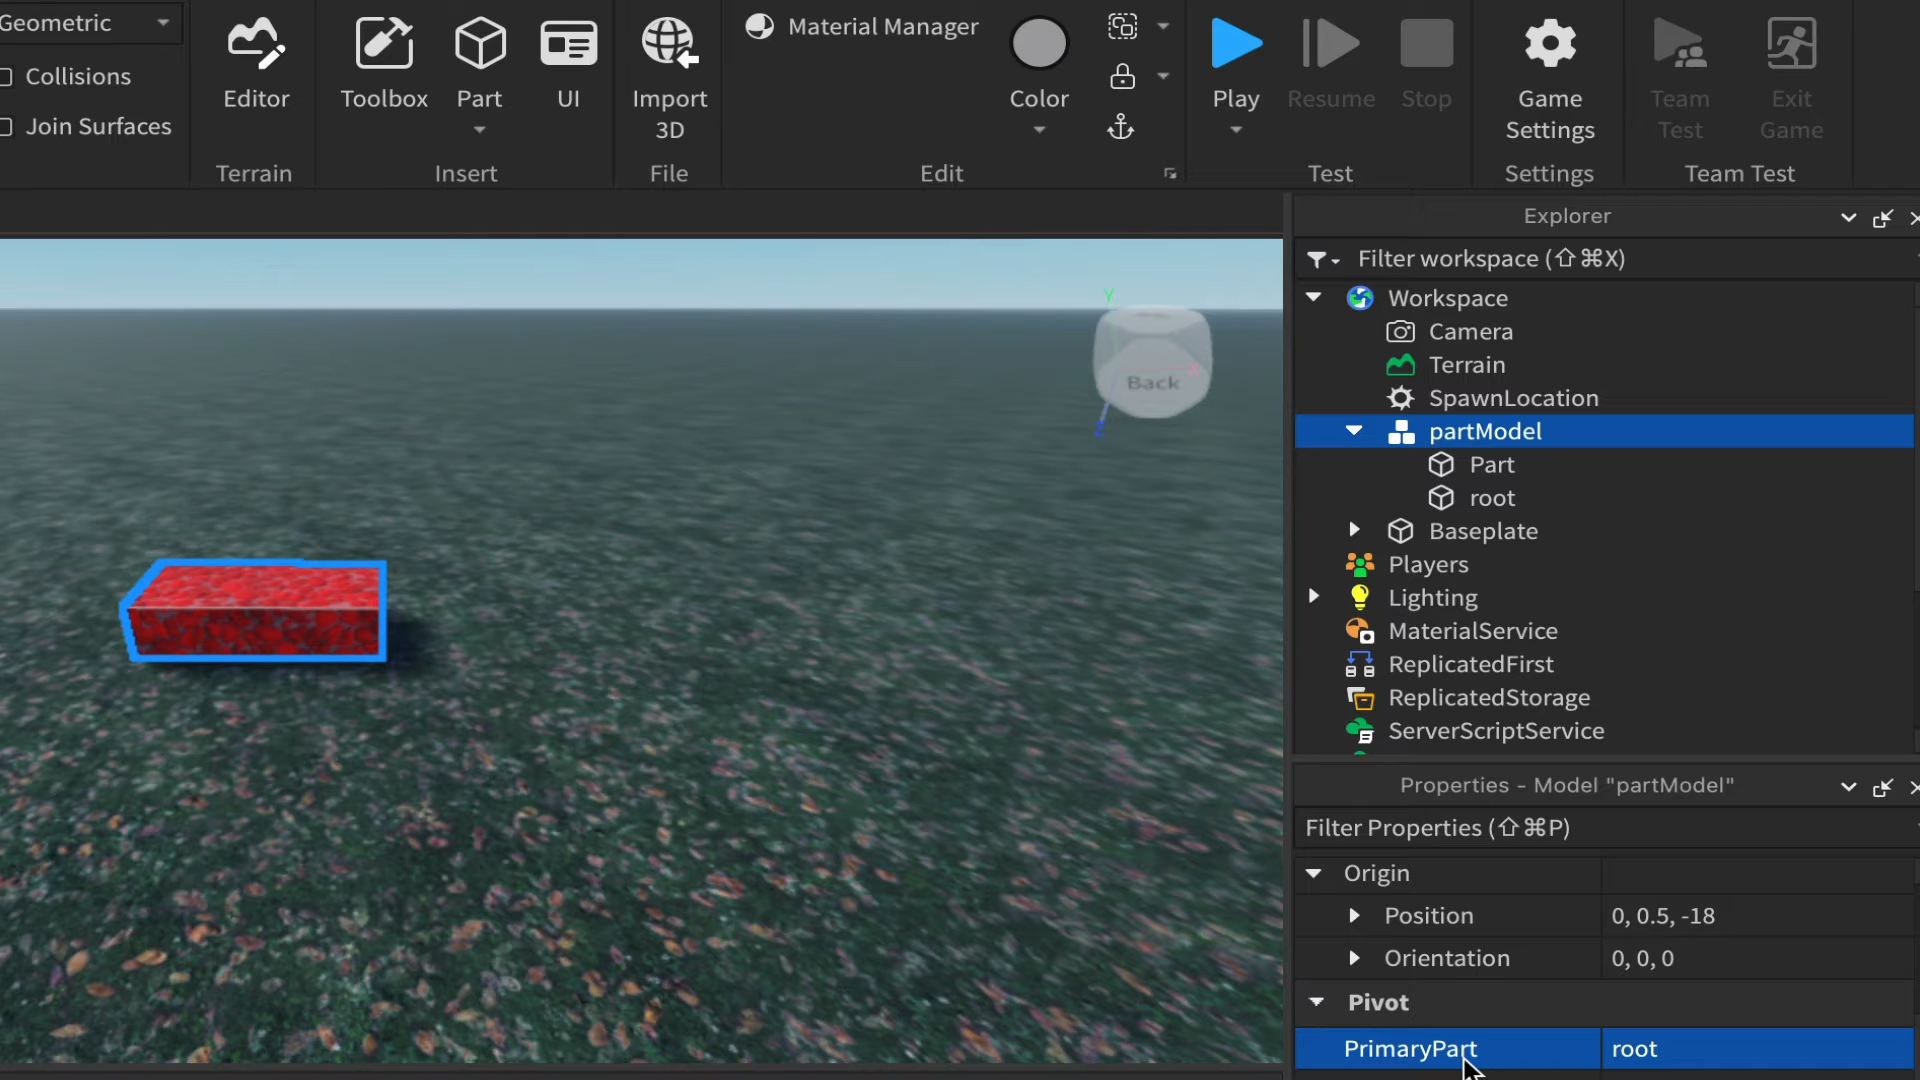 Geometric
Collisions
Join Surfaces
Editor
Terrain
Toolbox
Part
UI
Insert
Import
3D
File
Material Manager
Color
Edit
Play
Resume
Stop
Test
Game
Settings
Settings
Team
Test
Exit
Game
Team Test
Y
Back
X
Z
Explorer
Filter workspace (⇧⌘X)
Workspace
Camera
Terrain
SpawnLocation
partModel
Part
root
Baseplate
Players
Lighting
MaterialService
ReplicatedFirst
ReplicatedStorage
ServerScriptService
Properties - Model "partModel"
Filter Properties (⇧⌘P)
Origin
Position 0, 0.5, -18
Orientation 0, 0, 0
Pivot
PrimaryPart root